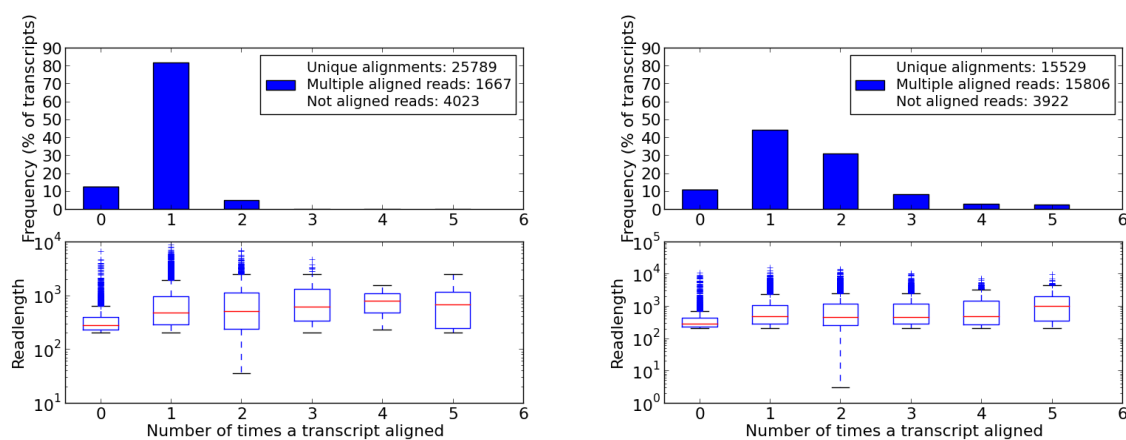 Frequency (% of transcripts)
90
80
70
60
50
40
30
20
10
0
Unique alignments: 25789
Multiple aligned reads: 1667
Not aligned reads: 4023
0 1 2 3 4 5 6
Readlength
10^4
10^3
10^2
10^1
0 1 2 3 4 5 6
Number of times a transcript aligned
Frequency (% of transcripts)
90
80
70
60
50
40
30
20
10
0
Unique alignments: 15529
Multiple aligned reads: 15806
Not aligned reads: 3922
0 1 2 3 4 5 6
Readlength
10^5
10^4
10^3
10^2
10^1
10^0
0 1 2 3 4 5 6
Number of times a transcript aligned